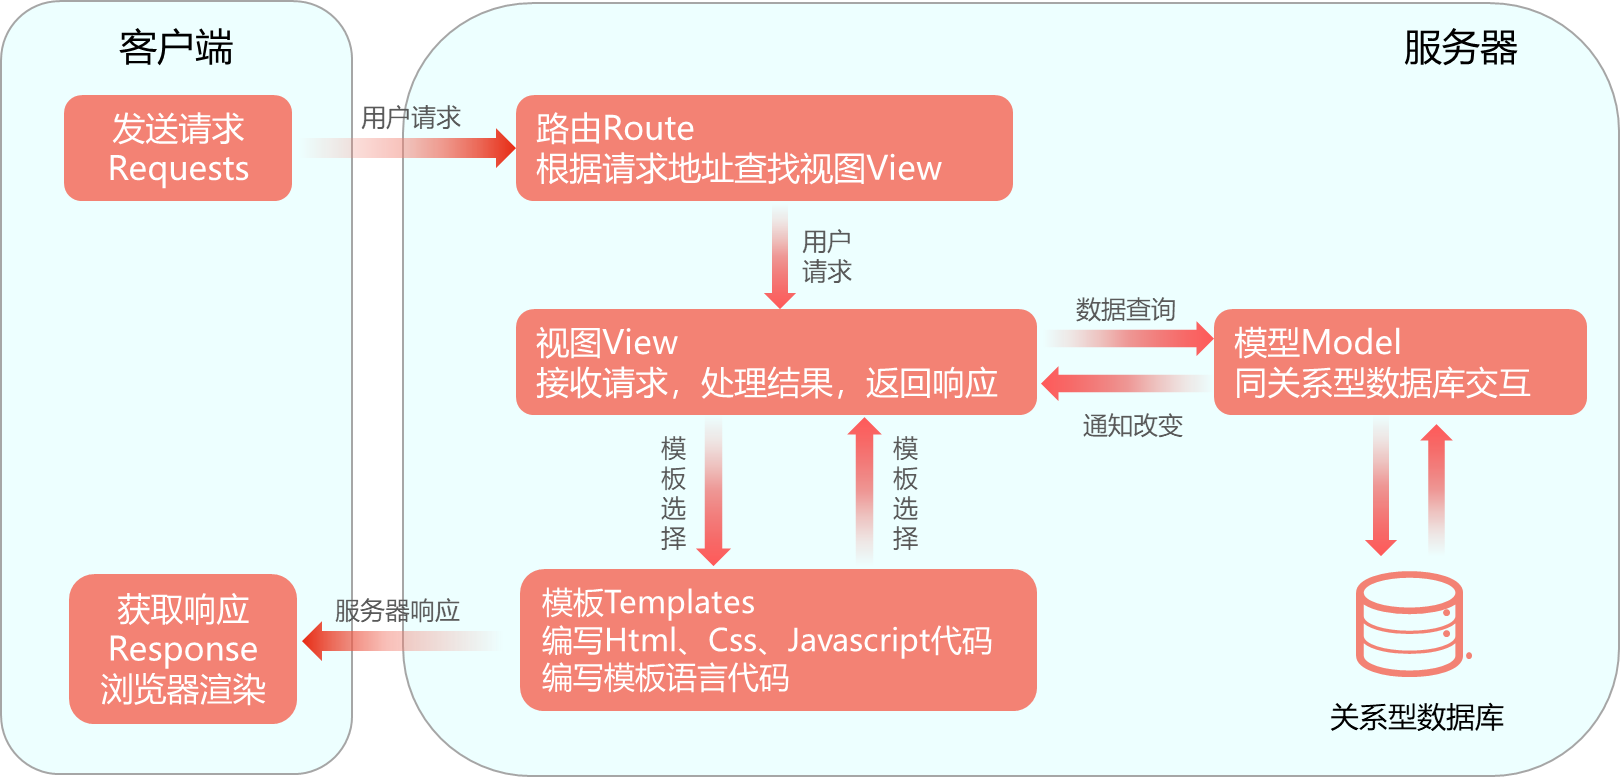 客户端
服务器
发送请求
Requests
用户请求
路由Route
根据请求地址查找视图View
用户
请求
视图View
接收请求，处理结果，返回响应
数据查询
通知改变
模型Model
同关系型数据库交互
模
板
选
择
模
板
选
择
获取响应
Response
浏览器渲染
服务器响应
模板Templates
编写Html、Css、Javascript代码
编写模板语言代码
关系型数据库